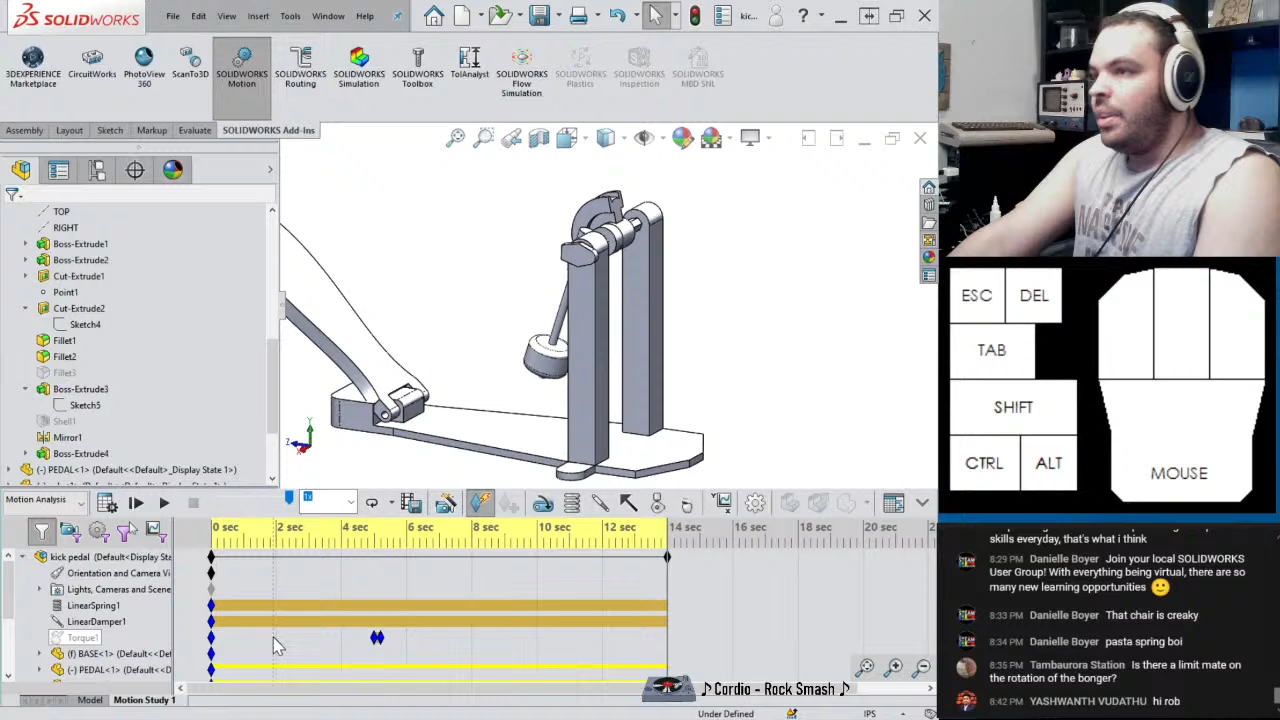 SOLIDWORKS
File Edit View Insert Tools Window Help
kic...
3DEXPERIENCE Marketplace
CircuitWorks
PhotoView 360
ScanTo3D
SOLIDWORKS Motion
SOLIDWORKS Routing
SOLIDWORKS Simulation
SOLIDWORKS Toolbox
TolAnalyst
SOLIDWORKS Flow Simulation
SOLIDWORKS Plastics
SOLIDWORKS Inspection
SOLIDWORKS MBD SNL
Assembly Layout Sketch Markup Evaluate SOLIDWORKS Add-Ins
TOP
RIGHT
Boss-Extrude1
Boss-Extrude2
Cut-Extrude1
Point1
Cut-Extrude2
Sketch4
Fillet1
Fillet2
Fillet3
Boss-Extrude3
Sketch5
Shell1
Mirror1
Boss-Extrude4
(-) PEDAL<1> (Default<<Default>_Display State 1>)
Y
Z
ESC DEL
TAB
SHIFT
CTRL ALT
MOUSE
Motion Analysis
1x
0 sec 2 sec 4 sec 6 sec 8 sec 10 sec 12 sec 14 sec 16 sec 18 sec 20 sec
kick pedal (Default<Display Stat
Orientation and Camera Vi
Lights, Cameras and Scene
LinearSpring1
LinearDamper1
Torque1
(f) BASE<1> (Default<<De
(-) PEDAL<1> (Default<<D
Model Motion Study 1
♪Cordio - Rock Smash ♪
Under Defined IPS
skills everyday, that's what i think
8:29 PM Danielle Boyer Join your local SOLIDWORKS
User Group! With everything being virtual, there are so
many new learning opportunities 🙂
8:33 PM Danielle Boyer That chair is creaky
8:34 PM Danielle Boyer pasta spring boi
8:35 PM Tambaurora Station Is there a limit mate on
the rotation of the bonger?
8:42 PM YASHWANTH VUDATHU hi rob